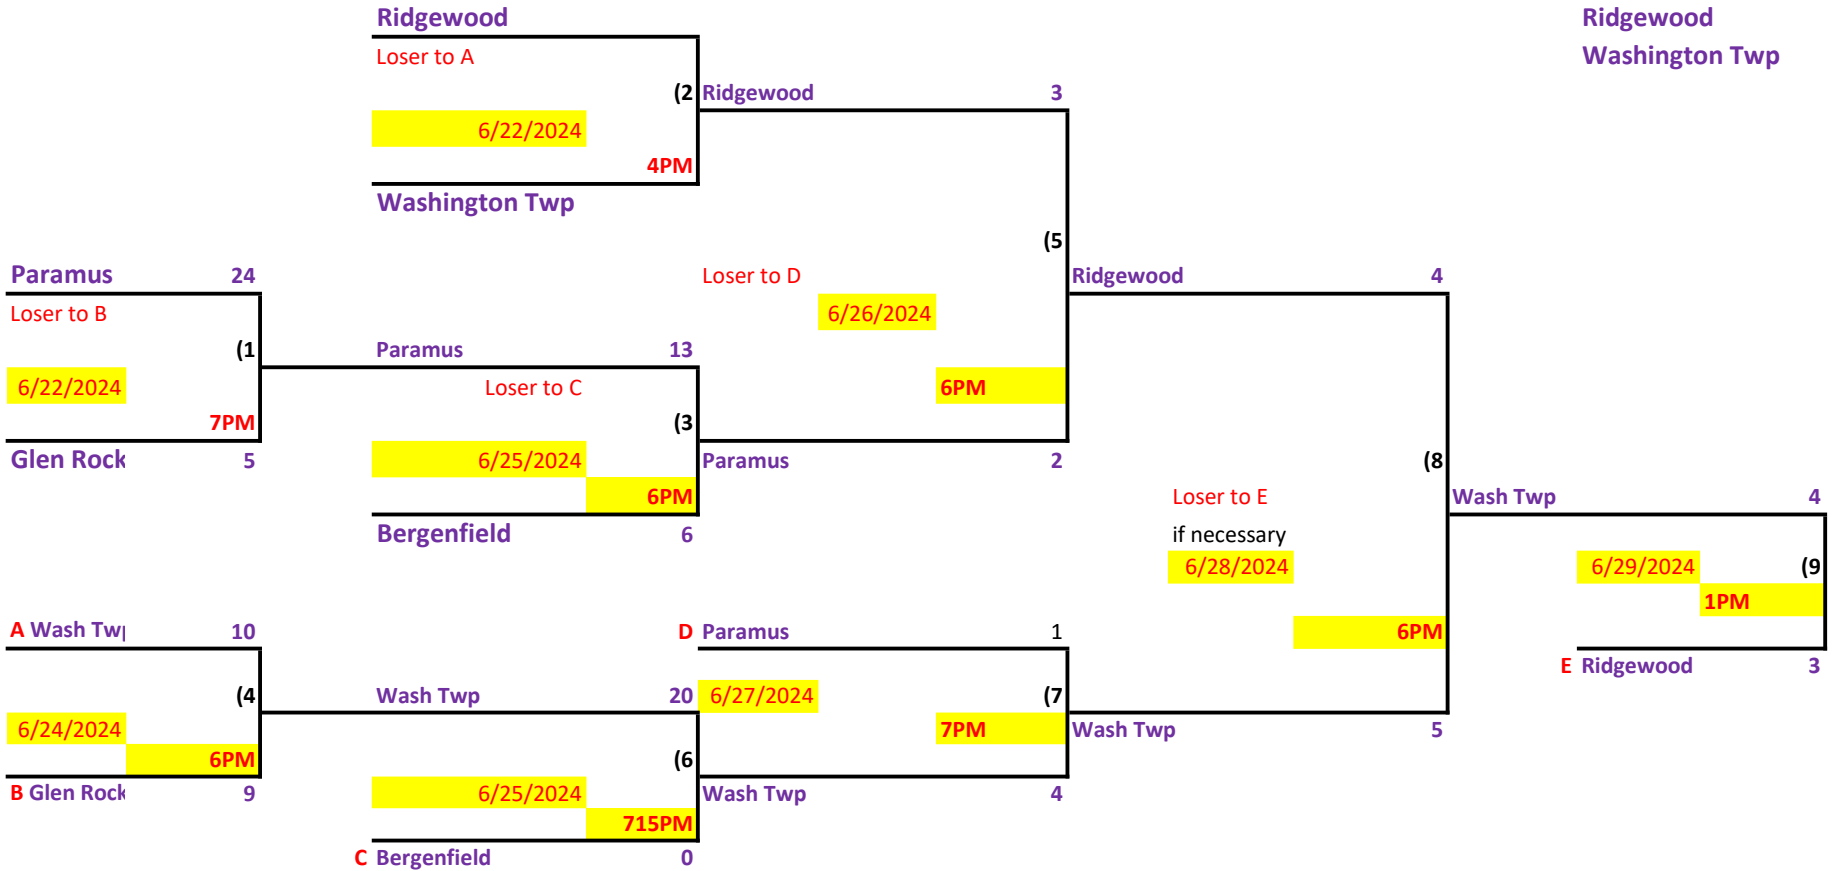 Ridgewood
Ridgewood
Loser to A
Washington Twp
(2
Ridgewood 3
6/22/2024
4PM
Washington Twp
(5
Paramus 24
Loser to D
Ridgewood 4
Loser to B
6/26/2024
(1
Paramus 13
6/22/2024
Loser to C
6PM
7PM
(3
Glen Rock 5
6/25/2024
Paramus 2
(8
6PM
Loser to E
Wash Twp 4
Bergenfield 6
if necessary
6/28/2024
6/29/2024
(9
1PM
A Wash Tw 10
D Paramus 1
6PM
E Ridgewood 3
(4
Wash Twp 20
6/27/2024
(7
6/24/2024
7PM
Wash Twp 5
6PM
(6
B Glen Rock 9
6/25/2024
Wash Twp 4
715PM
C Bergenfield 0